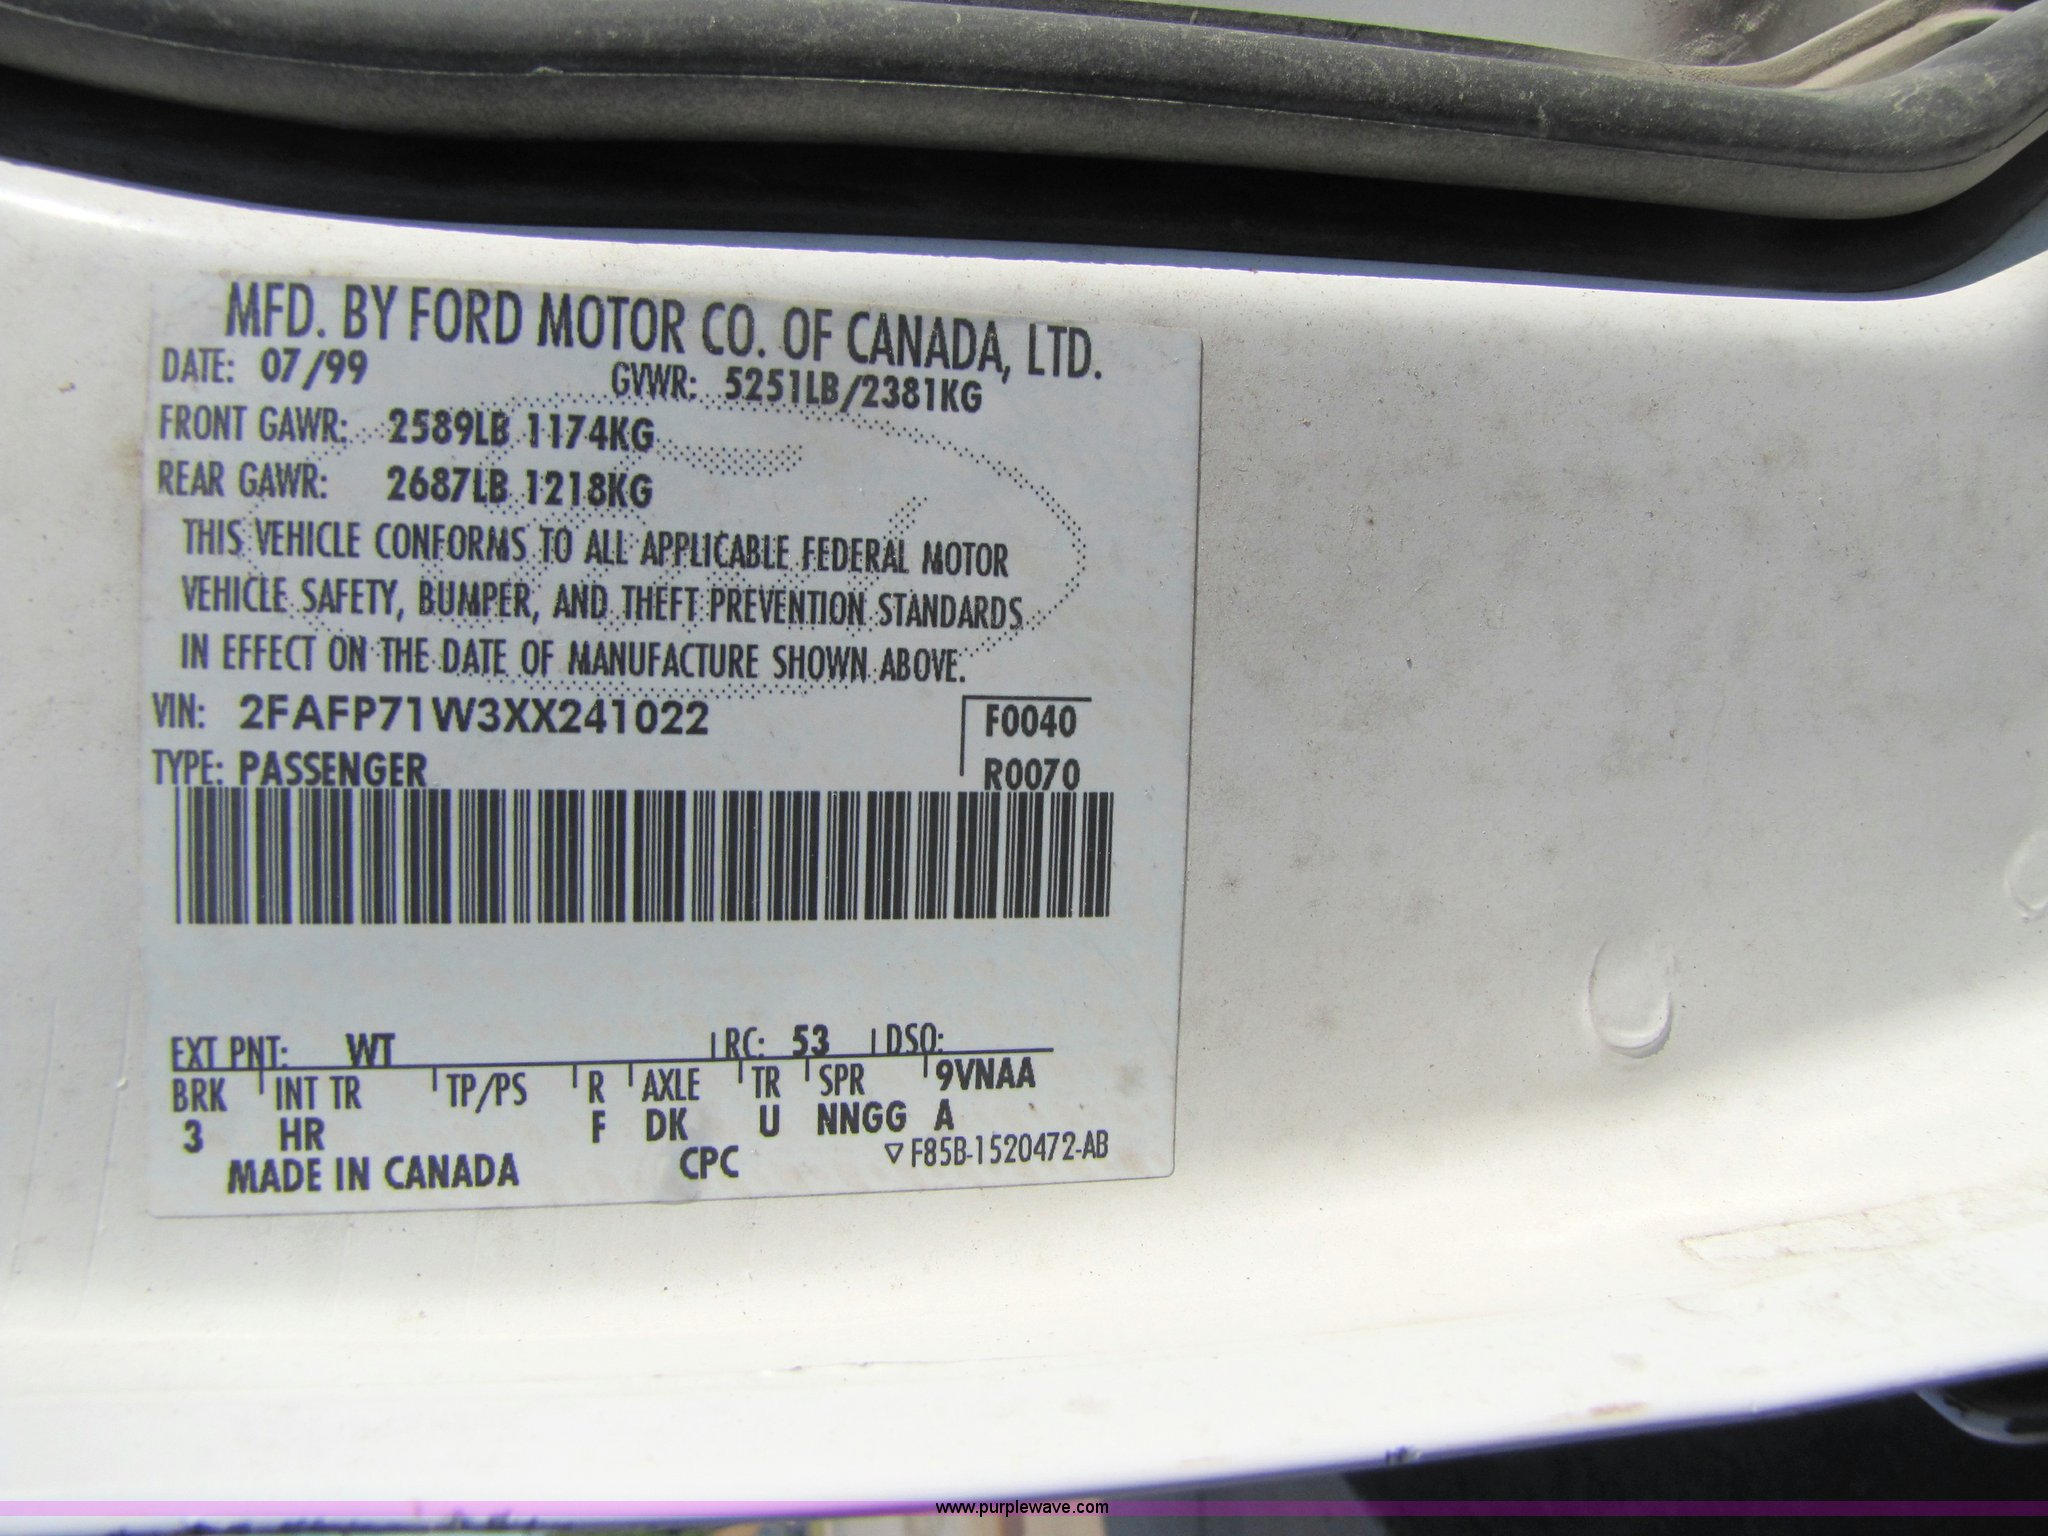 MFD. BY FORD MOTOR CO. OF CANADA, LTD.
DATE: 07/99 GVWR: 5251LB/2381KG
FRONT GAWR: 2589LB 1174KG
REAR GAWR: 2687LB 1218KG
THIS VEHICLE CONFORMS TO ALL APPLICABLE FEDERAL MOTOR
VEHICLE SAFETY, BUMPER, AND THEFT PREVENTION STANDARDS
IN EFFECT ON THE DATE OF MANUFACTURE SHOWN ABOVE.
VIN: 2FAFP71W3XX241022 F0040
TYPE: PASSENGER R0070
EXT PNT: WT RC: 53 DSO:
BRK INT TR TP/PS R AXLE TR SPR 9VNAA
3 HR F DK U NNGG A
MADE IN CANADA CPC ▽F85B-1520472-AB
www.purplewave.com